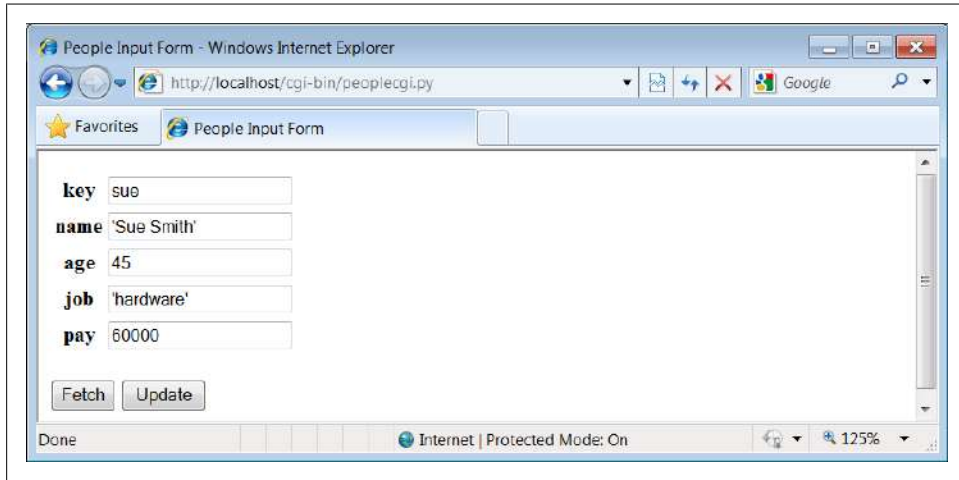 People Input Form - Windows Internet Explorer
http://localhost/cgi-bin/peoplecgi.py
Google
Favorites
People Input Form
key sue
name 'Sue Smith'
age 45
job 'hardware'
pay 60000
Fetch Update
Done
Internet | Protected Mode: On
125%